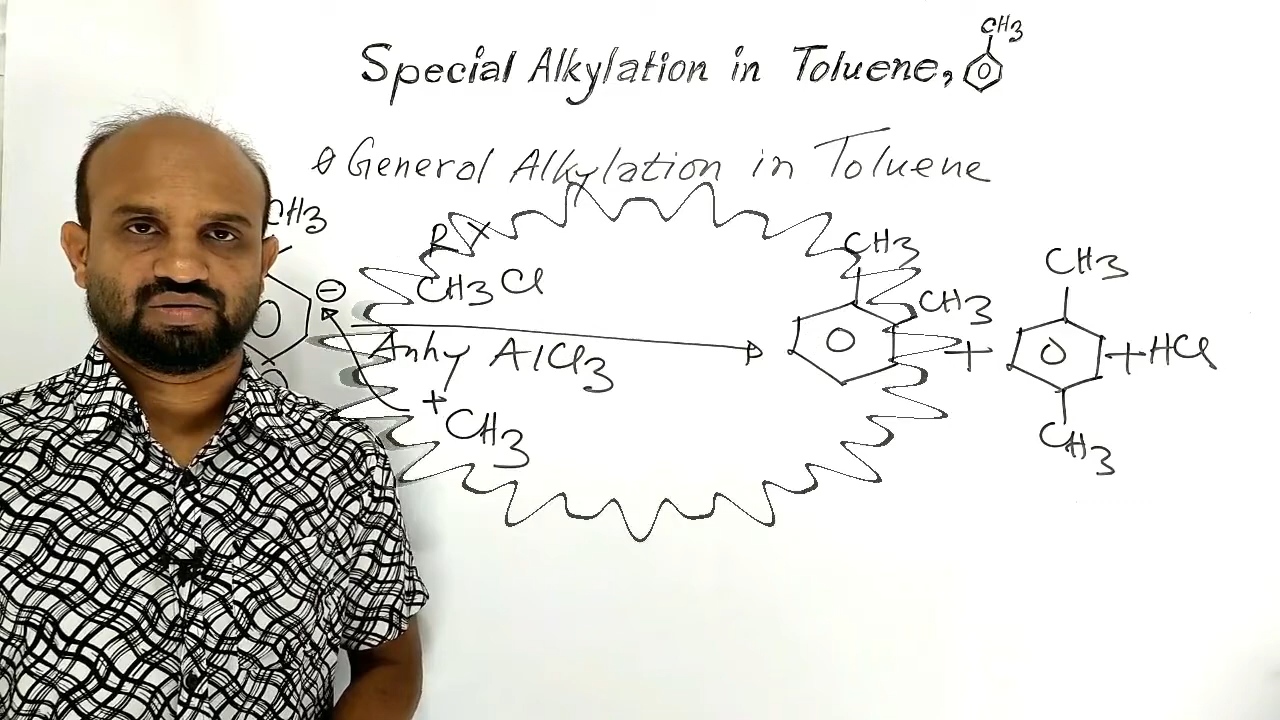 CH3
Special Alkylation in Toluene,
General Alkylation in Toluene
CH3
RX
CH3Cl
Anhy AlCl3
+CH3
CH3
CH3
+
CH3
CH3
+HCl